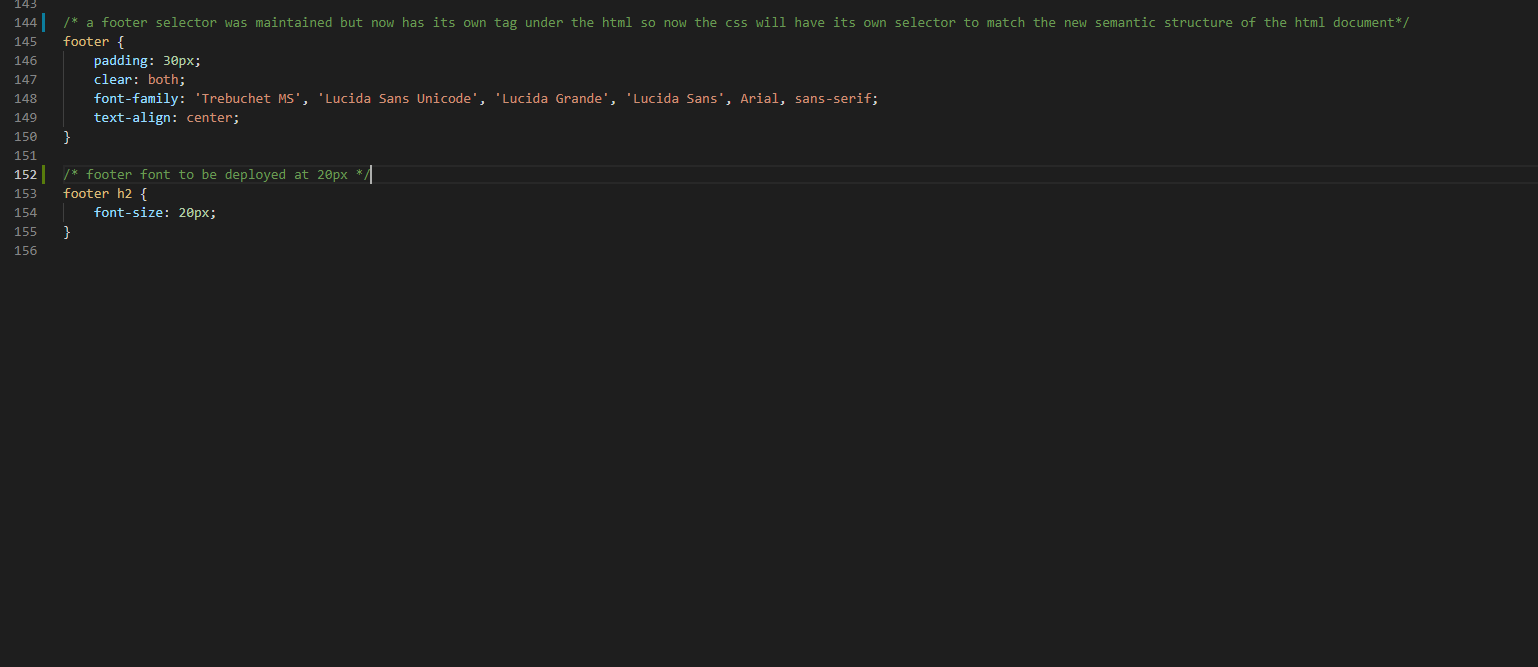 143
144 /* a footer selector was maintained but now has its own tag under the html so now the css will have its own selector to match the new semantic structure of the html document*/
145 footer {
146     padding: 30px;
147     clear: both;
148     font-family: 'Trebuchet MS', 'Lucida Sans Unicode', 'Lucida Grande', 'Lucida Sans', Arial, sans-serif;
149     text-align: center;
150 }
151
152 /* footer font to be deployed at 20px */
153 footer h2 {
154     font-size: 20px;
155 }
156